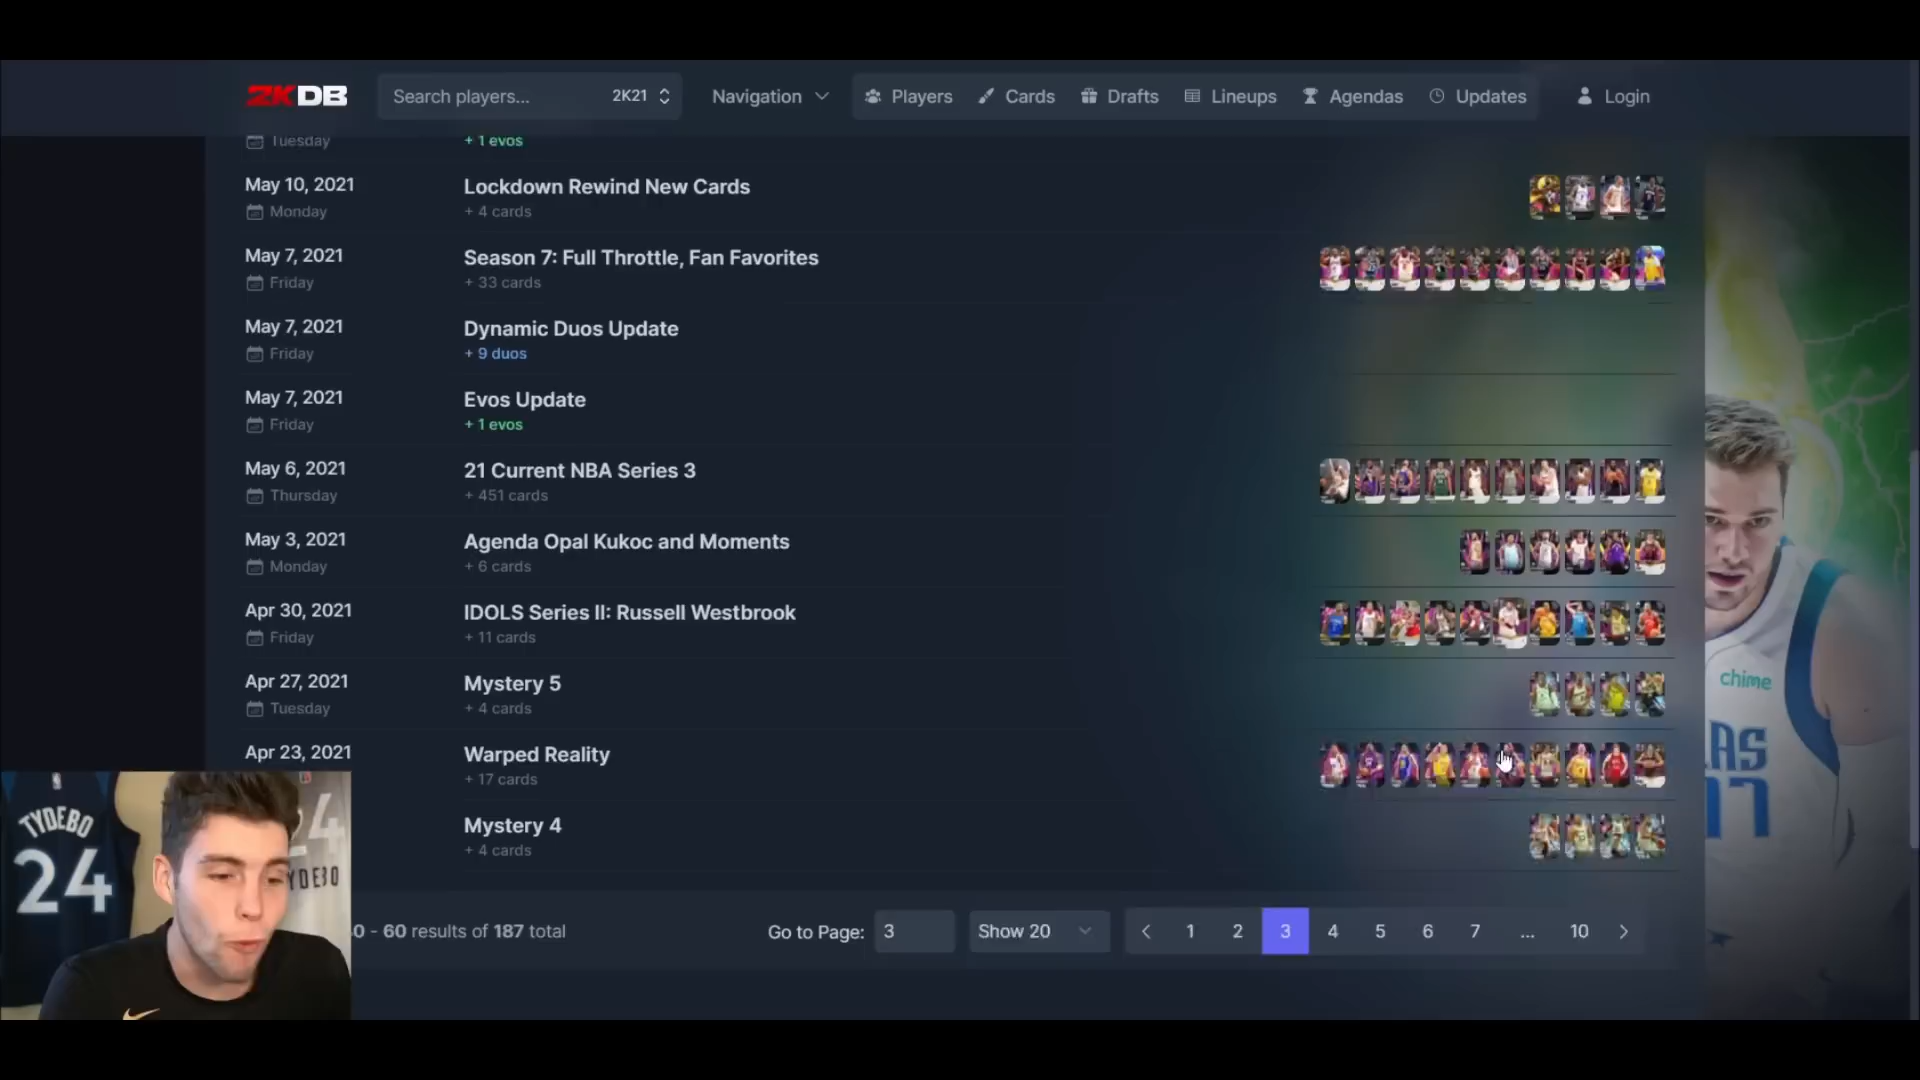 2KDB
Search players...
2K21
Navigation
Players
Cards
Drafts
Lineups
Agendas
Updates
Login
Tuesday
+ 1 evos
May 10, 2021
Monday
Lockdown Rewind New Cards
+ 4 cards
May 7, 2021
Friday
Season 7: Full Throttle, Fan Favorites
+ 33 cards
May 7, 2021
Friday
Dynamic Duos Update
+ 9 duos
May 7, 2021
Friday
Evos Update
+ 1 evos
May 6, 2021
Thursday
21 Current NBA Series 3
+ 451 cards
May 3, 2021
Monday
Agenda Opal Kukoc and Moments
+ 6 cards
Apr 30, 2021
Friday
IDOLS Series II: Russell Westbrook
+ 11 cards
Apr 27, 2021
Tuesday
Mystery 5
+ 4 cards
Apr 23, 2021
Warped Reality
+ 17 cards
Mystery 4
+ 4 cards
0 - 60 results of 187 total
Go to Page:
3
Show 20
1
2
3
4
5
6
7
...
10
chime
TYDEBO
24
24
YDEBO